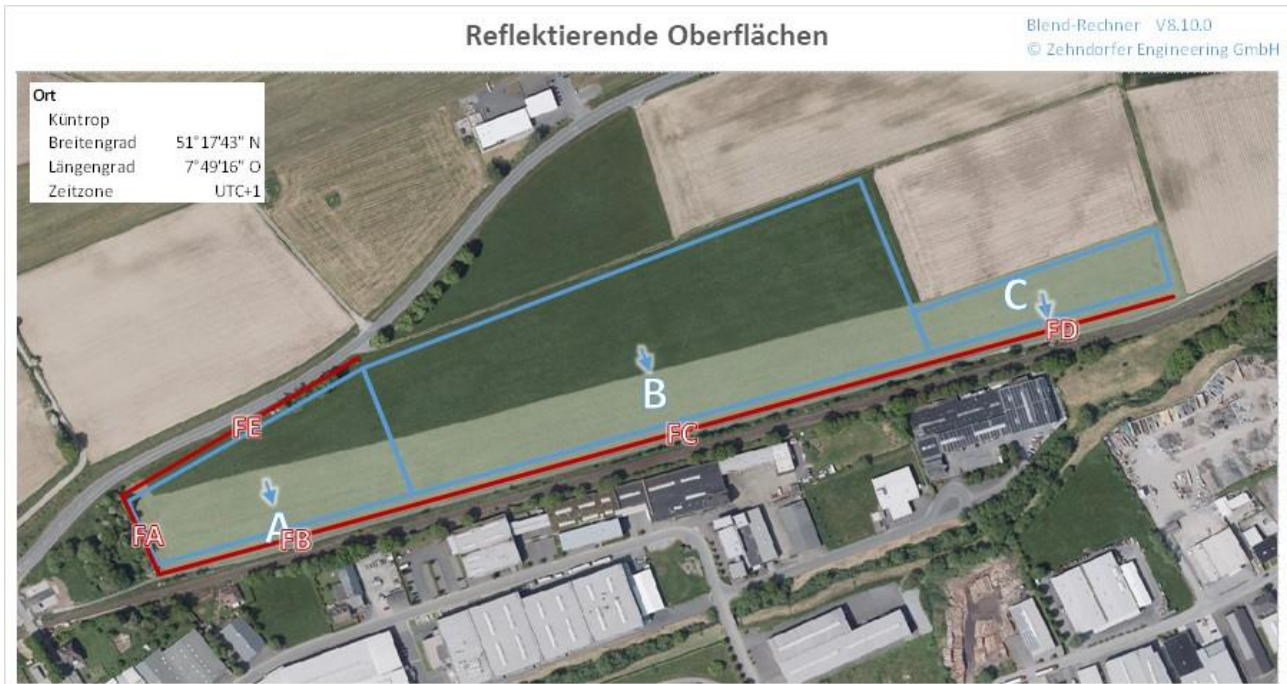 Reflektierende Oberflächen
Blend-Rechner V8.10.0
© Zehndorfer Engineering GmbH
Ort
Küntrop
Breitengrad 51°17'43" N
Längengrad 7°49'16" O
Zeitzone UTC+1
C
FD
B
FC
FE
A
FA
FB